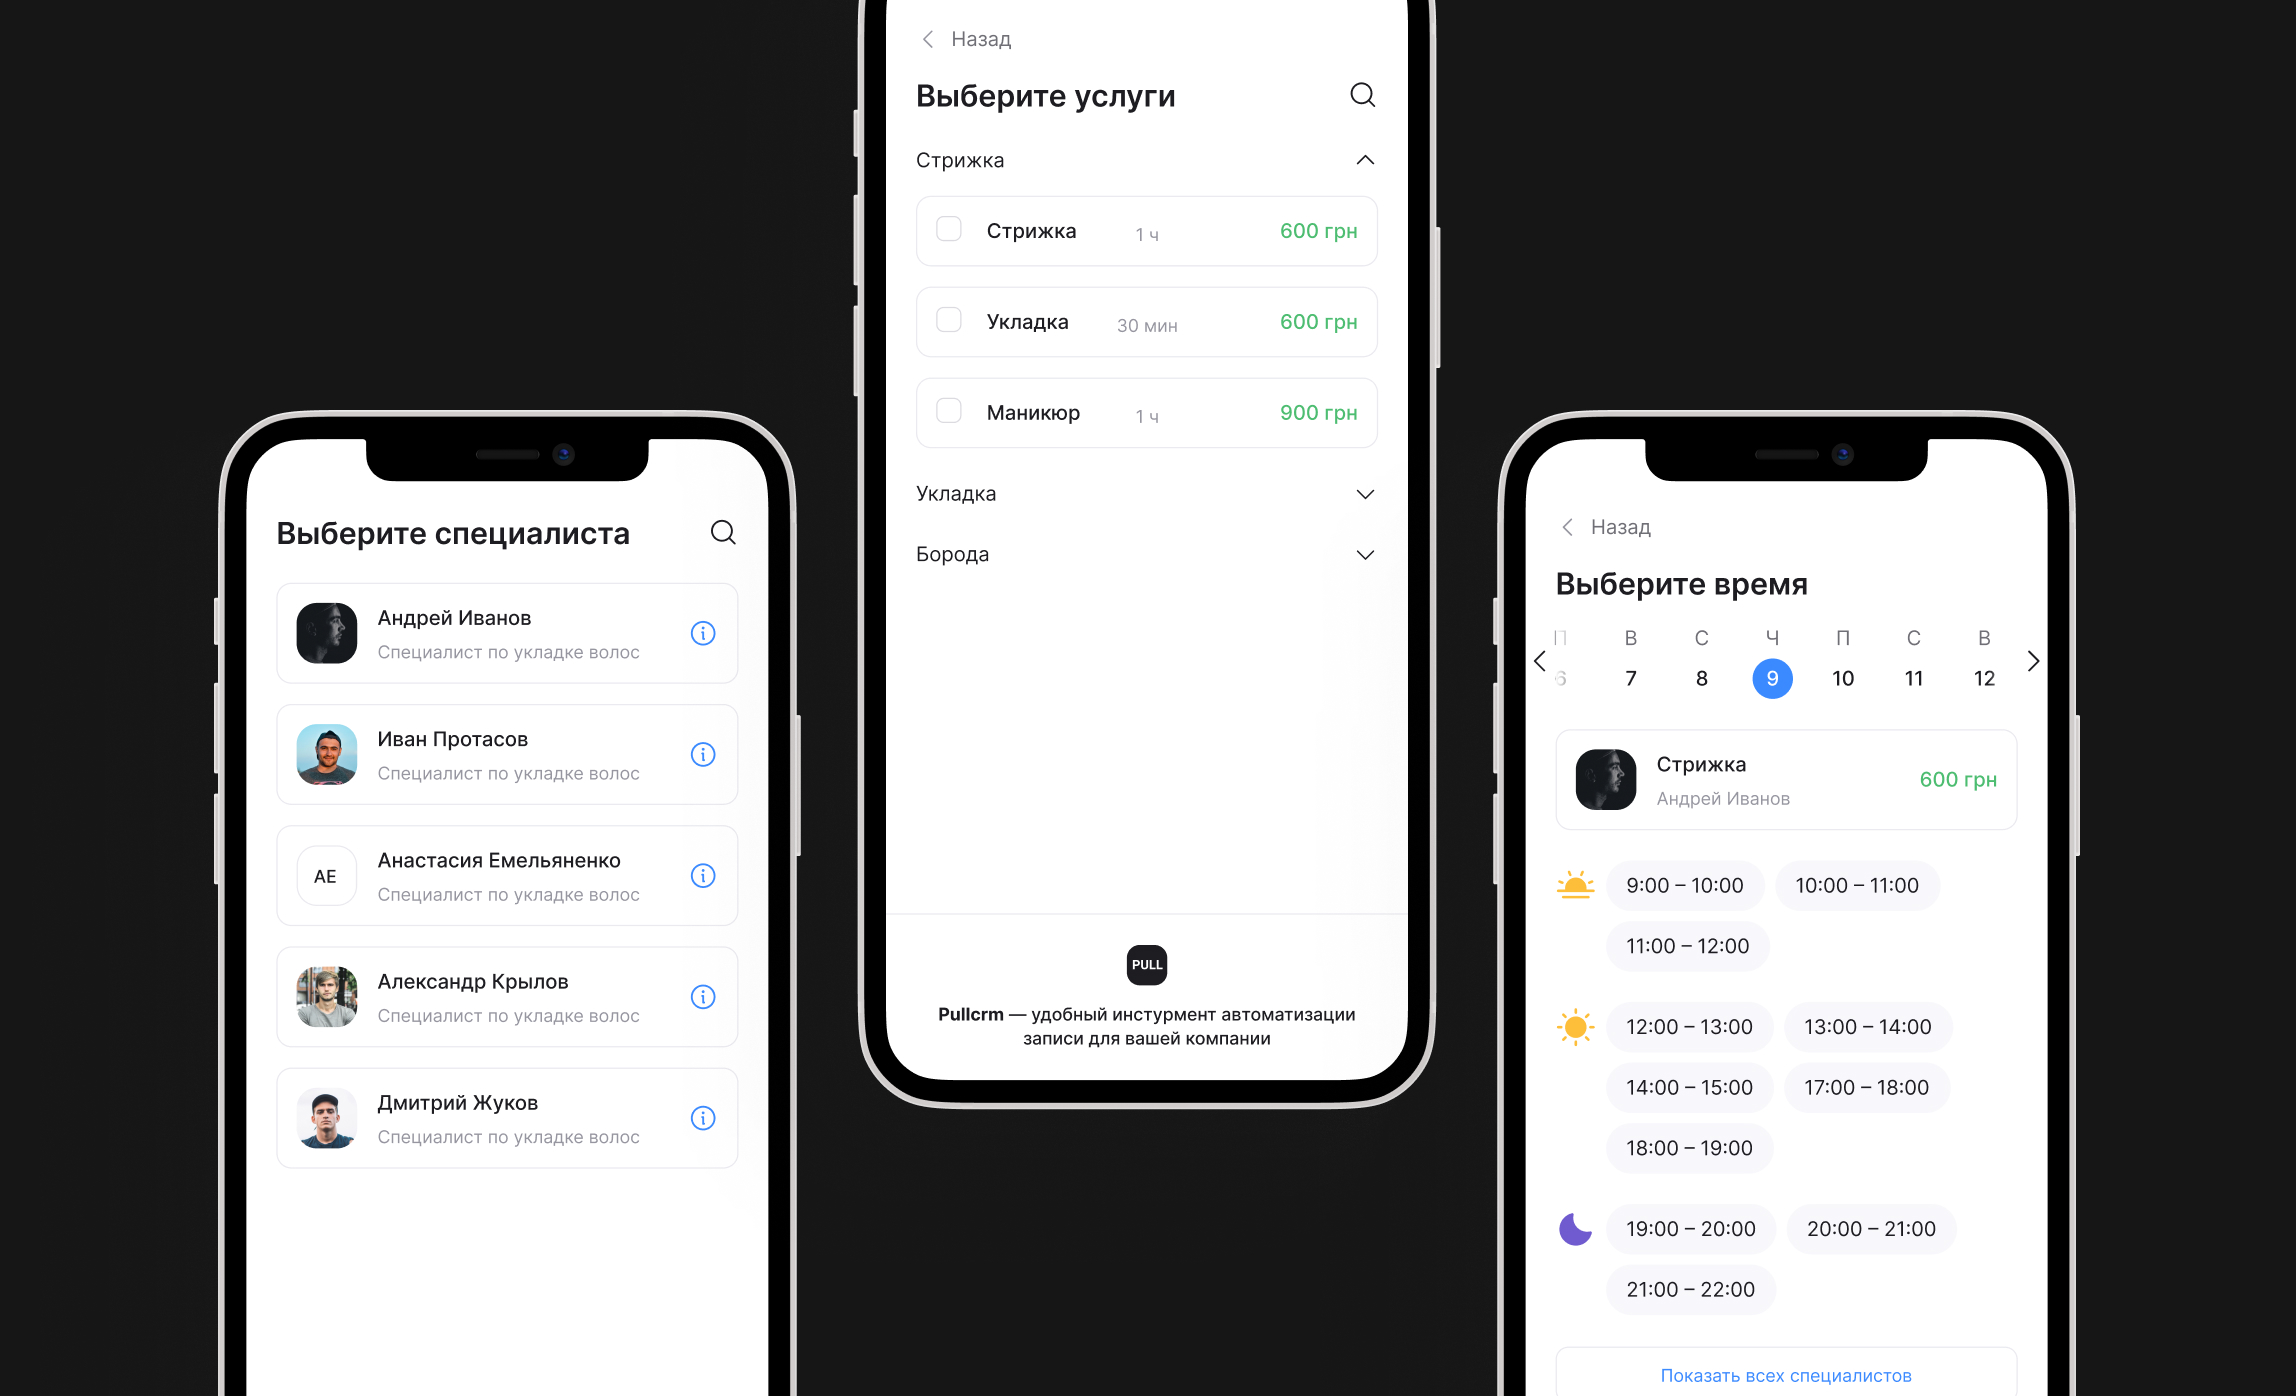 Выберите специалиста
Андрей Иванов
Специалист по укладке волос
Иван Протасов
Специалист по укладке волос
АЕ
Анастасия Емельяненко
Специалист по укладке волос
Александр Крылов
Специалист по укладке волос
Дмитрий Жуков
Специалист по укладке волос
Назад
Выберите услуги
Стрижка
Стрижка 1 ч 600 грн
Укладка 30 мин 600 грн
Маникюр 1 ч 900 грн
Укладка
Борода
PULL
Pullcrm — удобный инстурмент автоматизации
записи для вашей компании
Назад
Выберите время
П В С Ч П С В
6 7 8 9 10 11 12
Стрижка
Андрей Иванов
600 грн
9:00 – 10:00 10:00 – 11:00
11:00 – 12:00
12:00 – 13:00 13:00 – 14:00
14:00 – 15:00 17:00 – 18:00
18:00 – 19:00
19:00 – 20:00 20:00 – 21:00
21:00 – 22:00
Показать всех специалистов